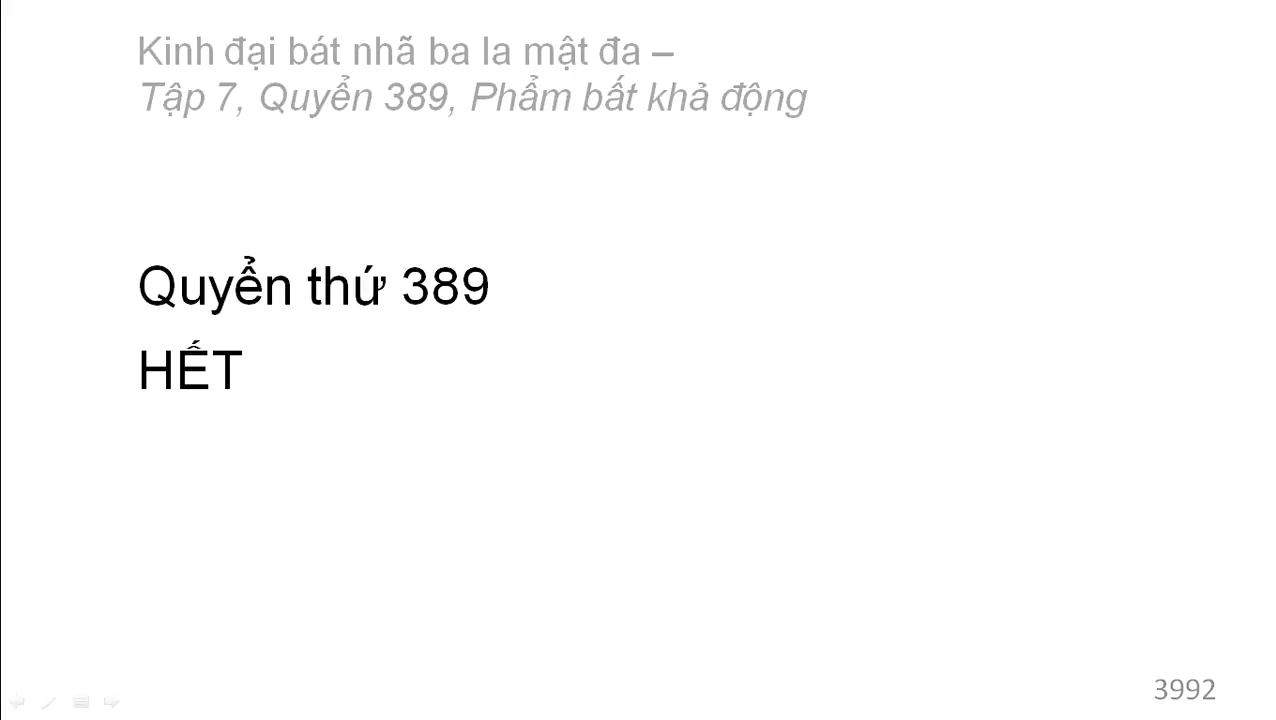 Kinh đại bát nhã ba la mật đa –
Tập 7, Quyển 389, Phẩm bất khả động
Quyển thứ 389
HẾT
3992